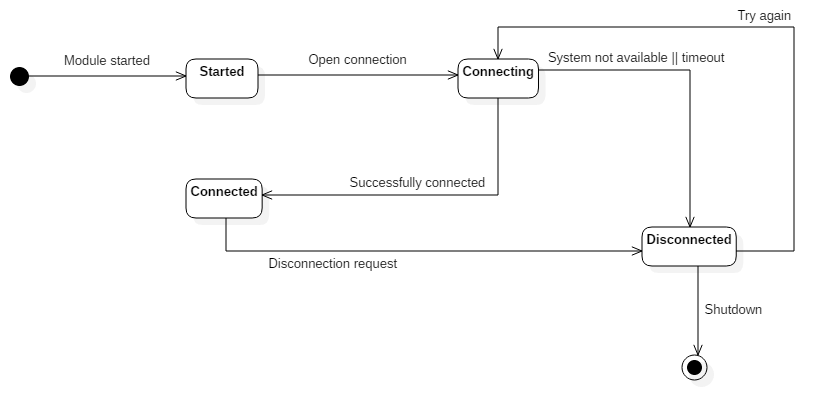 Try again
Module started
Open connection
System not available || timeout
Started
Connecting
Successfully connected
Connected
Disconnected
Disconnection request
Shutdown